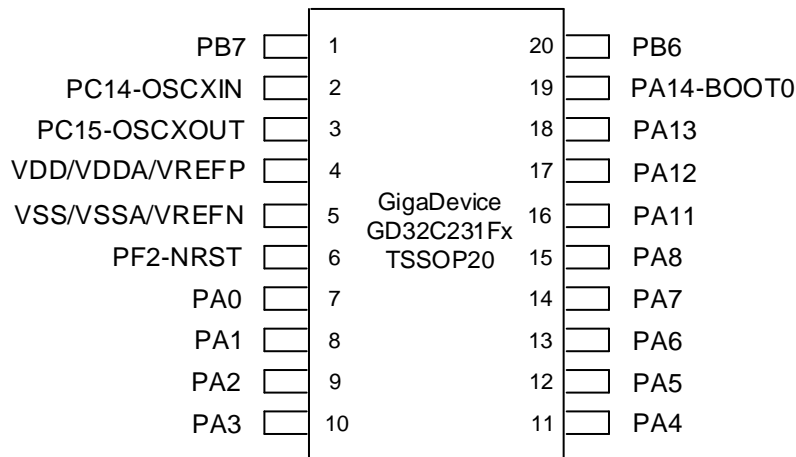 PB7 1 20 PB6
PC14-OSCXIN 2 19 PA14-BOOT0
PC15-OSCXOUT 3 18 PA13
VDD/VDDA/VREFP 4 17 PA12
GigaDevice
VSS/VSSA/VREFN 5 16 PA11
GD32C231Fx
PF2-NRST 6 TSSOP20 15 PA8
PA0 7 14 PA7
PA1 8 13 PA6
PA2 9 12 PA5
PA3 10 11 PA4